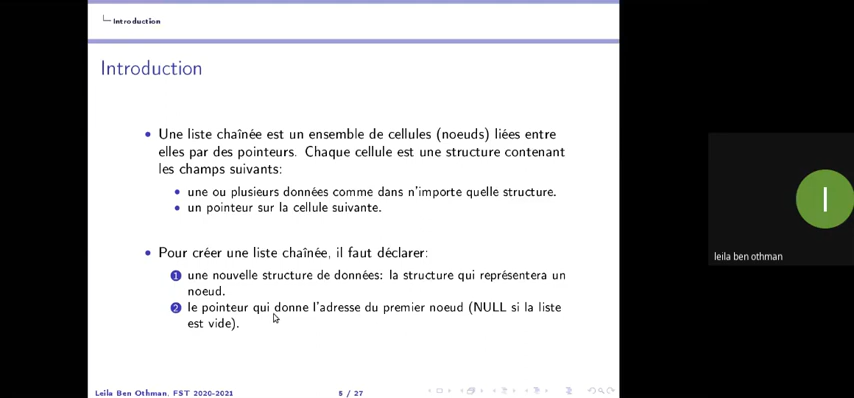 Introduction
Introduction
• Une liste chaînée est un ensemble de cellules (noeuds) liées entre
elles par des pointeurs. Chaque cellule est une structure contenant
les champs suivants:
• une ou plusieurs données comme dans n'importe quelle structure.
• un pointeur sur la cellule suivante.
• Pour créer une liste chaînée, il faut déclarer:
1 une nouvelle structure de données: la structure qui représentera un
noeud.
2 le pointeur qui donne l'adresse du premier noeud (NULL si la liste
est vide).
l
leila ben othman
Leila Ben Othman, FST 2020-2021
5 / 27